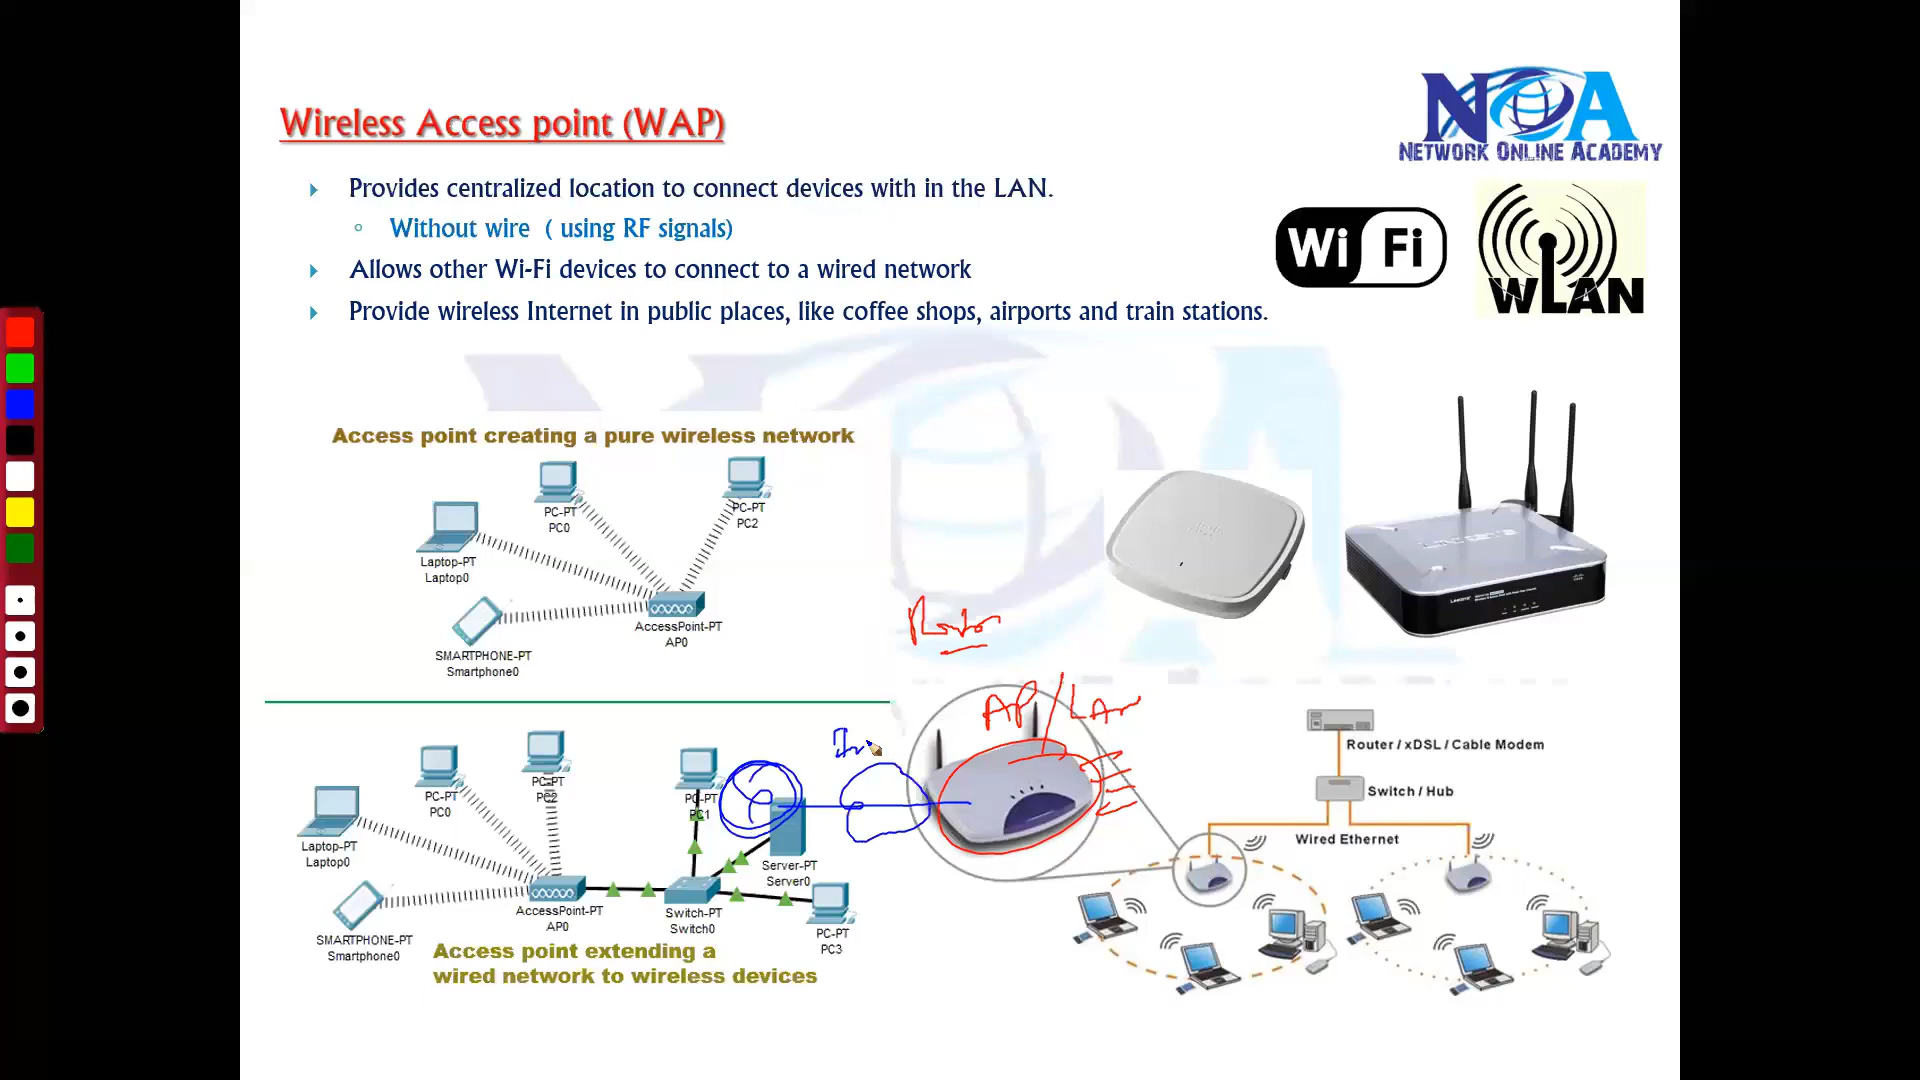 Wireless Access point (WAP)
NOA
NETWORK ONLINE ACADEMY
Provides centralized location to connect devices with in the LAN.
Without wire ( using RF signals)
Allows other Wi-Fi devices to connect to a wired network
Provide wireless Internet in public places, like coffee shops, airports and train stations.
Wi Fi
WLAN
Access point creating a pure wireless network
PC-PT
PC0
PC-PT
PC2
Laptop-PT
Laptop0
AccessPoint-PT
AP0
SMARTPHONE-PT
Smartphone0
LINKSYS
Router
AP/LAN
Router / xDSL / Cable Modem
Switch / Hub
Wired Ethernet
PC-PT
PC0
PC-PT
PC2
PC-PT
PC1
Laptop-PT
Laptop0
Server-PT
Server0
AccessPoint-PT
AP0
Switch-PT
Switch0
PC-PT
PC3
SMARTPHONE-PT
Smartphone0
Access point extending a
wired network to wireless devices